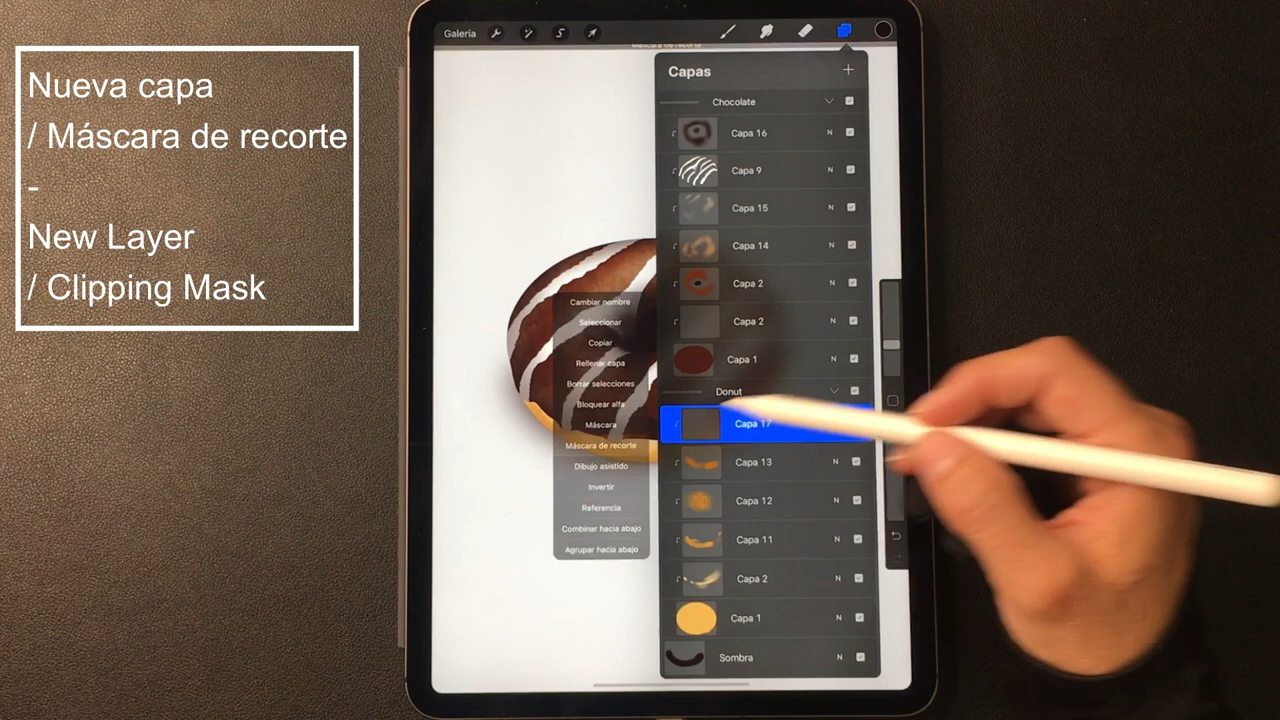 Nueva capa
/ Máscara de recorte
-
New Layer
/ Clipping Mask
Galería
Máscara de recorte
Capas
Chocolate
Capa 16 N
Capa 9 N
Capa 15 N
Capa 14 N
Capa 2 N
Capa 2 N
Capa 1 N
Donut
Capa 17
Capa 13 N
Capa 12 N
Capa 11 N
Capa 2 N
Capa 1 N
Sombra N
Cambiar nombre
Seleccionar
Copiar
Rellenar capa
Borrar selecciones
Bloquear alfa
Máscara
Máscara de recorte
Dibujo asistido
Invertir
Referencia
Combinar hacia abajo
Agrupar hacia abajo